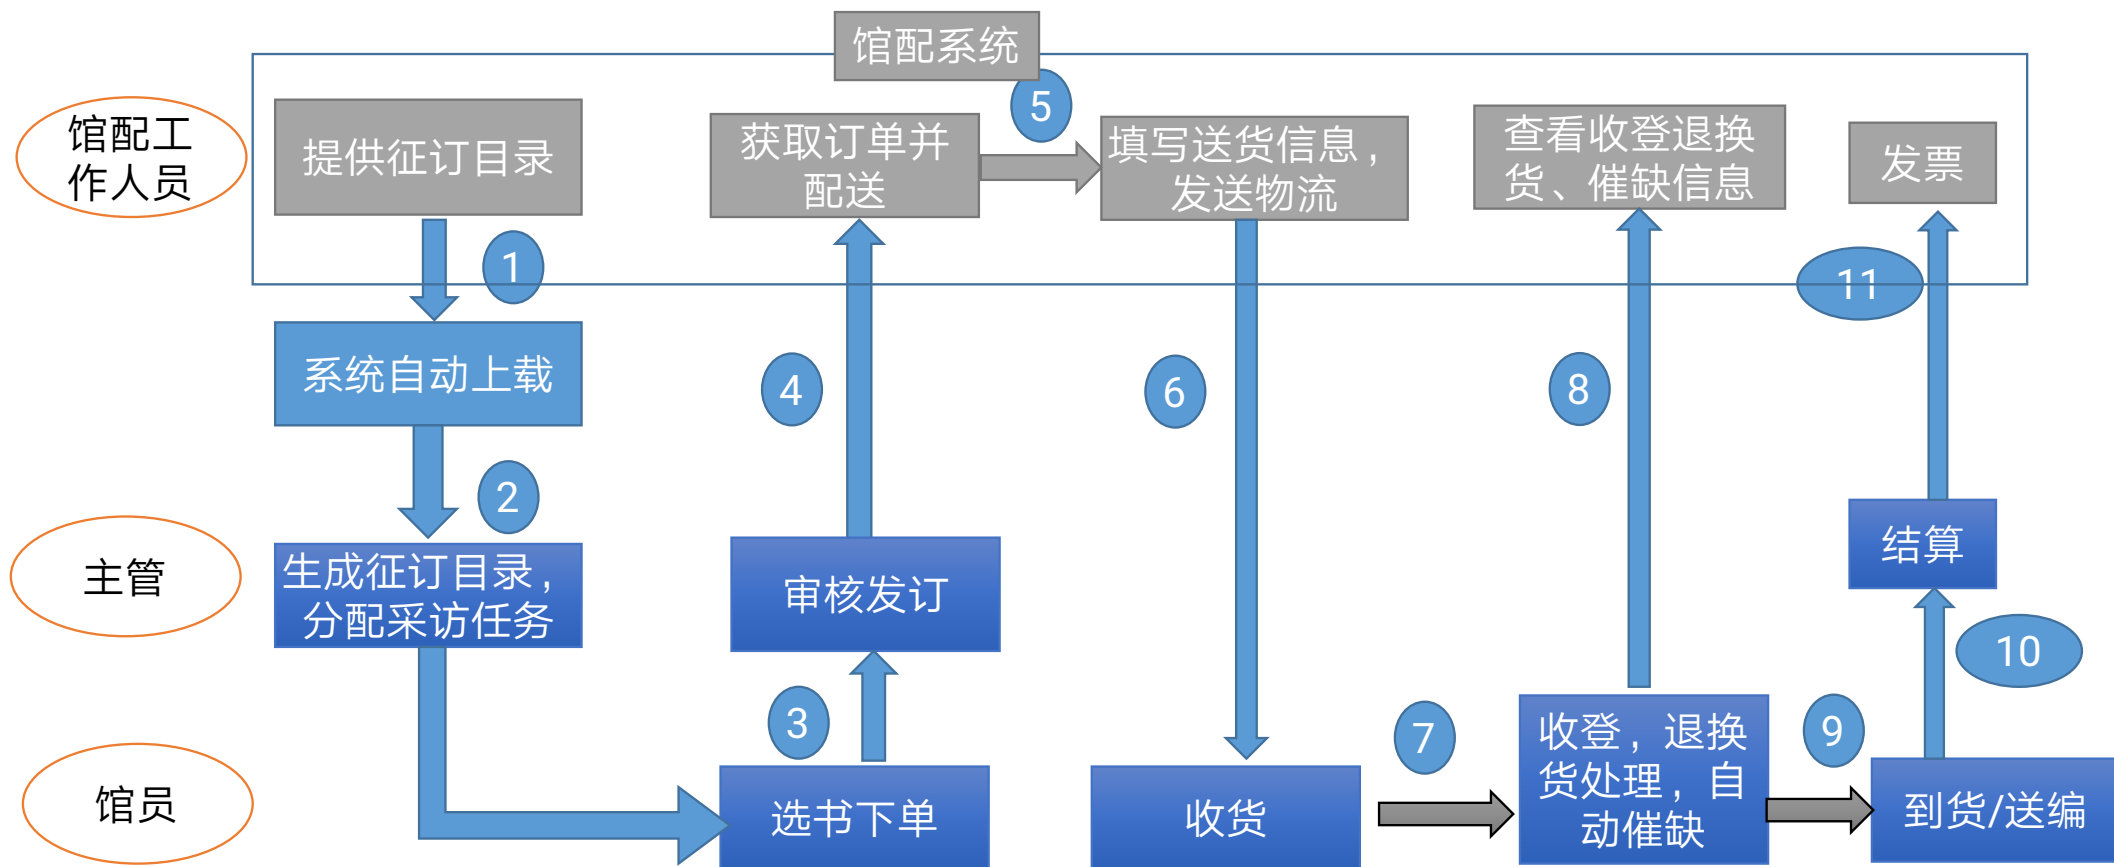 馆配系统
馆配工
作人员
提供征订目录
获取订单并
配送
5
填写送货信息，
发送物流
查看收登退换
货、催缺信息
发票
1
11
系统自动上载
4
6
8
2
主管
生成征订目录，
分配采访任务
审核发订
结算
10
3
7
9
馆员
选书下单
收货
收登，退换
货处理，自
动催缺
到货/送编